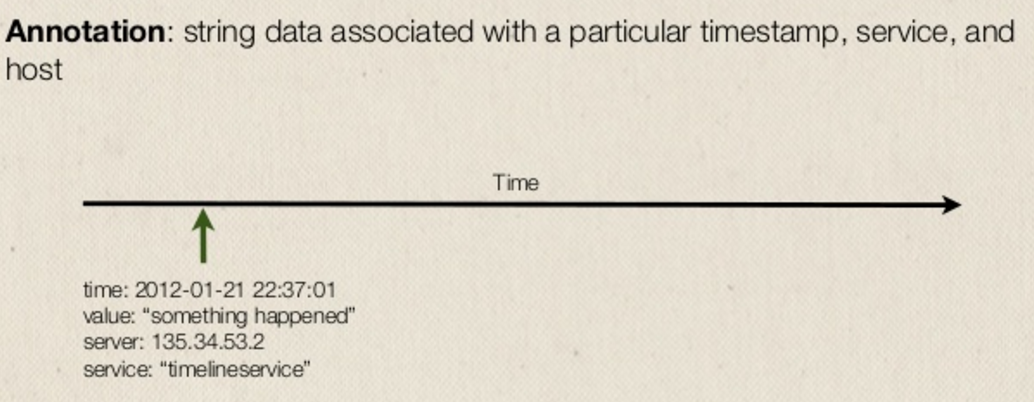 Annotation: string data associated with a particular timestamp, service, and
host
Time
time: 2012-01-21 22:37:01
value: “something happened”
server: 135.34.53.2
service: “timelineservice”